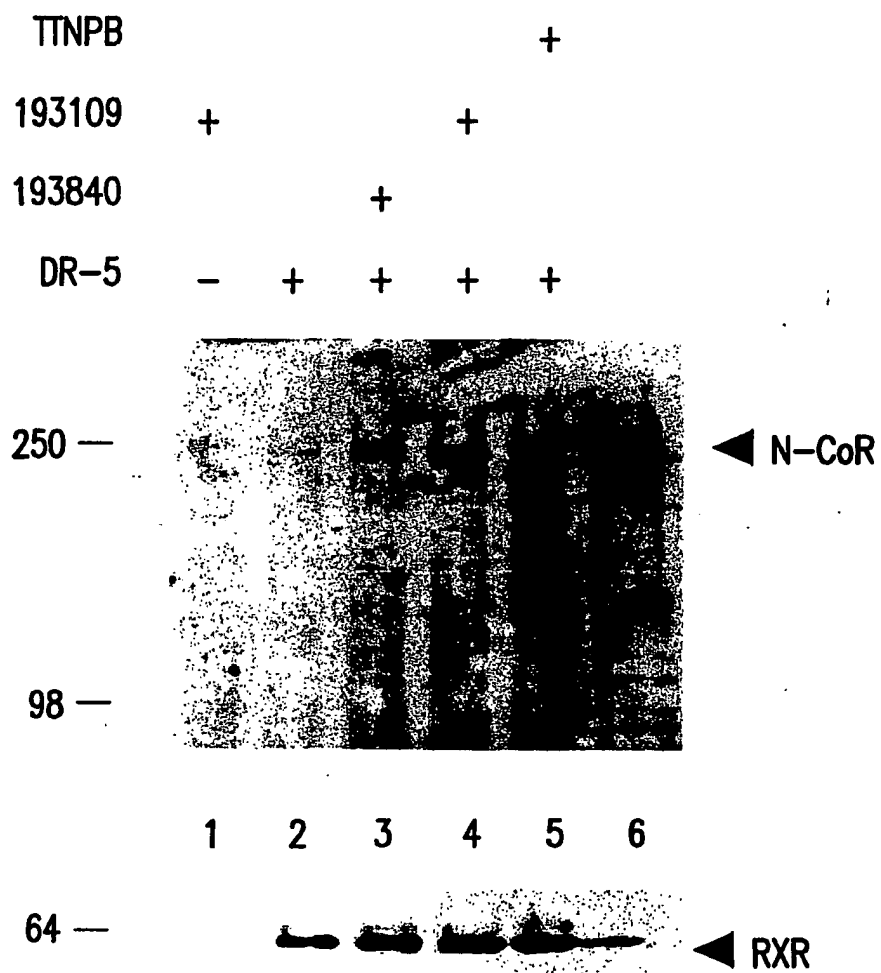 TTNPB +
193109 + +
193840 +
DR-5 - + + + +
250 — N-CoR
98 —
1 2 3 4 5 6
64 — RXR